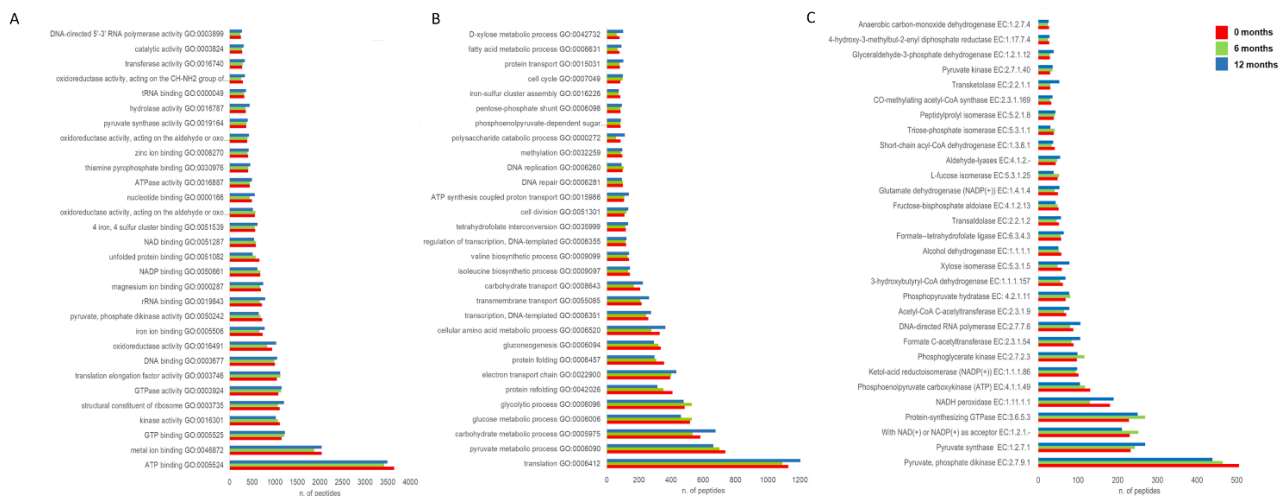 A
DNA-directed 5'-3' RNA polymerase activity GO:0003899
catalytic activity GO:0003824
transferase activity GO:0016740
oxidoreductase activity, acting on the CH-NH2 group of...
tRNA binding GO:0000049
hydrolase activity GO:0016787
pyruvate synthase activity GO:0019164
oxidoreductase activity, acting on the aldehyde or oxo...
zinc ion binding GO:0008270
thiamine pyrophosphate binding GO:0030976
ATPase activity GO:0016887
nucleotide binding GO:0000166
oxidoreductase activity, acting on the aldehyde or oxo...
4 iron, 4 sulfur cluster binding GO:0051539
NAD binding GO:0051287
unfolded protein binding GO:0051082
NADP binding GO:0050661
magnesium ion binding GO:0000287
rRNA binding GO:0019843
pyruvate, phosphate dikinase activity GO:0050242
iron ion binding GO:0005506
oxidoreductase activity GO:0016491
DNA binding GO:0003677
translation elongation factor activity GO:0003746
GTPase activity GO:0003924
structural constituent of ribosome GO:0003735
kinase activity GO:0016301
GTP binding GO:0005525
metal ion binding GO:0046872
ATP binding GO:0005524
0 500 1000 1500 2000 2500 3000 3500 4000
n. of peptides
B
D-xylose metabolic process GO:0042732
fatty acid metabolic process GO:0006631
protein transport GO:0015031
cell cycle GO:0007049
iron-sulfur cluster assembly GO:0016226
pentose-phosphate shunt GO:0006098
phosphoenolpyruvate-dependent sugar...
polysaccharide catabolic process GO:0000272
methylation GO:0032259
DNA replication GO:0006260
DNA repair GO:0006281
ATP synthesis coupled proton transport GO:0015986
cell division GO:0051301
tetrahydrofolate interconversion GO:0035999
regulation of transcription, DNA-templated GO:0006355
valine biosynthetic process GO:0009099
isoleucine biosynthetic process GO:0009097
carbohydrate transport GO:0008643
transmembrane transport GO:0055085
transcription, DNA-templated GO:0006351
cellular amino acid metabolic process GO:0006520
gluconeogenesis GO:0006094
protein folding GO:0006457
electron transport chain GO:0022900
protein refolding GO:0042026
glycolytic process GO:0006096
glucose metabolic process GO:0006006
carbohydrate metabolic process GO:0005975
pyruvate metabolic process GO:0006090
translation GO:0006412
0 200 400 600 800 1000 1200
n. of peptides
C
Anaerobic carbon-monoxide dehydrogenase EC:1.2.7.4
4-hydroxy-3-methylbut-2-enyl diphosphate reductase EC:1.17.7.4
Glyceraldehyde-3-phosphate dehydrogenase EC:1.2.1.12
Pyruvate kinase EC:2.7.1.40
Transketolase EC:2.2.1.1
CO-methylating acetyl-CoA synthase EC:2.3.1.169
Peptidylprolyl isomerase EC:5.2.1.8
Triose-phosphate isomerase EC:5.3.1.1
Short-chain acyl-CoA dehydrogenase EC:1.3.8.1
Aldehyde-lyases EC:4.1.2.-
L-fucose isomerase EC:5.3.1.25
Glutamate dehydrogenase (NADP(+)) EC:1.4.1.4
Fructose-bisphosphate aldolase EC:4.1.2.13
Transaldolase EC:2.2.1.2
Formate--tetrahydrofolate ligase EC:6.3.4.3
Alcohol dehydrogenase EC:1.1.1.1
Xylose isomerase EC:5.3.1.5
3-hydroxybutyryl-CoA dehydrogenase EC:1.1.1.157
Phosphopyruvate hydratase EC: 4.2.1.11
Acetyl-CoA C-acetyltransferase EC:2.3.1.9
DNA-directed RNA polymerase EC:2.7.7.6
Formate C-acetyltransferase EC:2.3.1.54
Phosphoglycerate kinase EC:2.7.2.3
Ketol-acid reductoisomerase (NADP(+)) EC:1.1.1.86
Phosphoenolpyruvate carboxykinase (ATP) EC:4.1.1.49
NADH peroxidase EC:1.11.1.1
Protein-synthesizing GTPase EC:3.6.5.3
With NAD(+) or NADP(+) as acceptor EC:1.2.1.-
Pyruvate synthase EC:1.2.7.1
Pyruvate, phosphate dikinase EC:2.7.9.1
0 100 200 300 400 500
n. of peptides
0 months
6 months
12 months